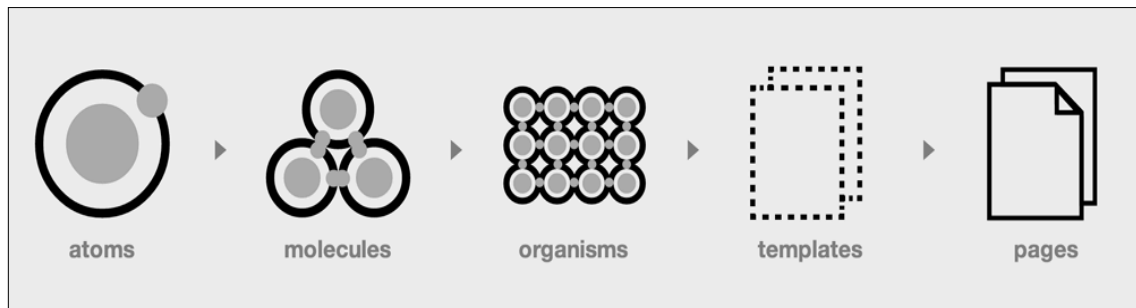 atoms
molecules
organisms
templates
pages